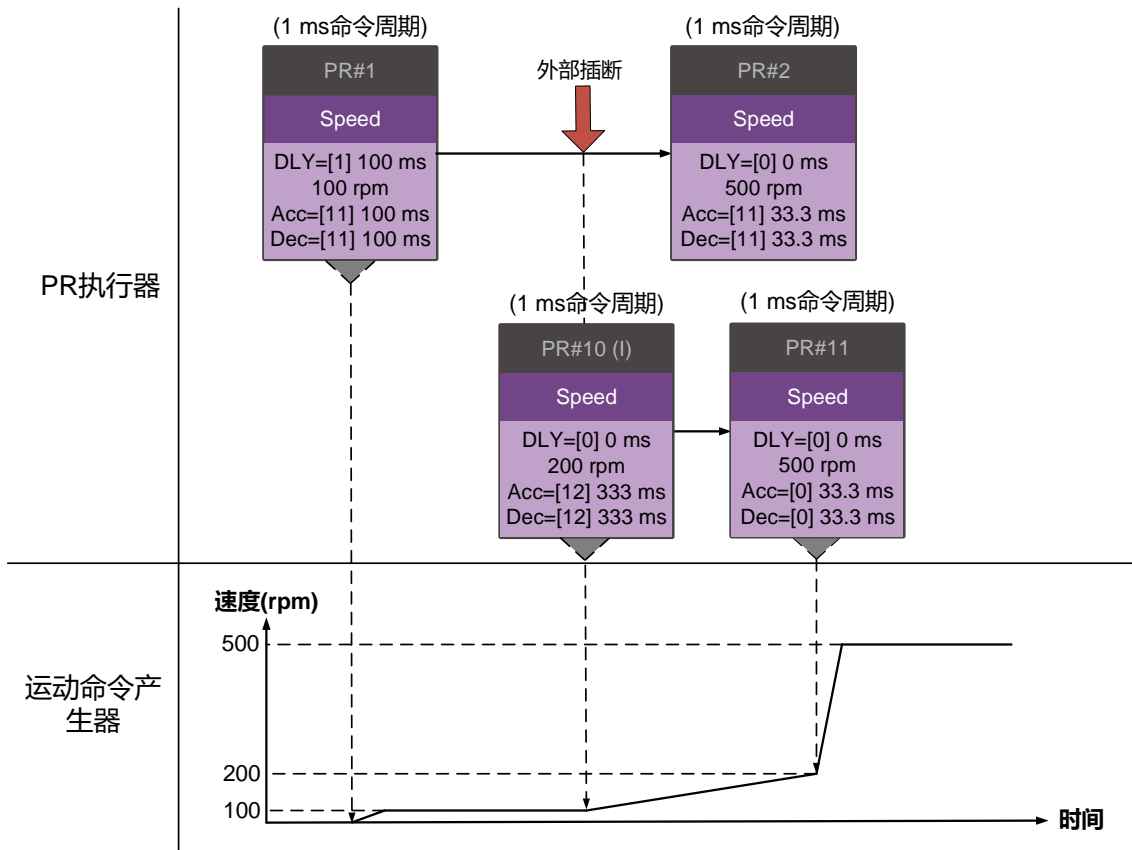 (1 ms命令周期)
PR#1
Speed
DLY=[1] 100 ms
100 rpm
Acc=[11] 100 ms
Dec=[11] 100 ms
外部插断
(1 ms命令周期)
PR#2
Speed
DLY=[0] 0 ms
500 rpm
Acc=[11] 33.3 ms
Dec=[11] 33.3 ms
PR执行器
(1 ms命令周期)
PR#10 (I)
Speed
DLY=[0] 0 ms
200 rpm
Acc=[12] 333 ms
Dec=[12] 333 ms
(1 ms命令周期)
PR#11
Speed
DLY=[0] 0 ms
500 rpm
Acc=[0] 33.3 ms
Dec=[0] 33.3 ms
运动命令产
生器
速度(rpm)
500
200
100
时间